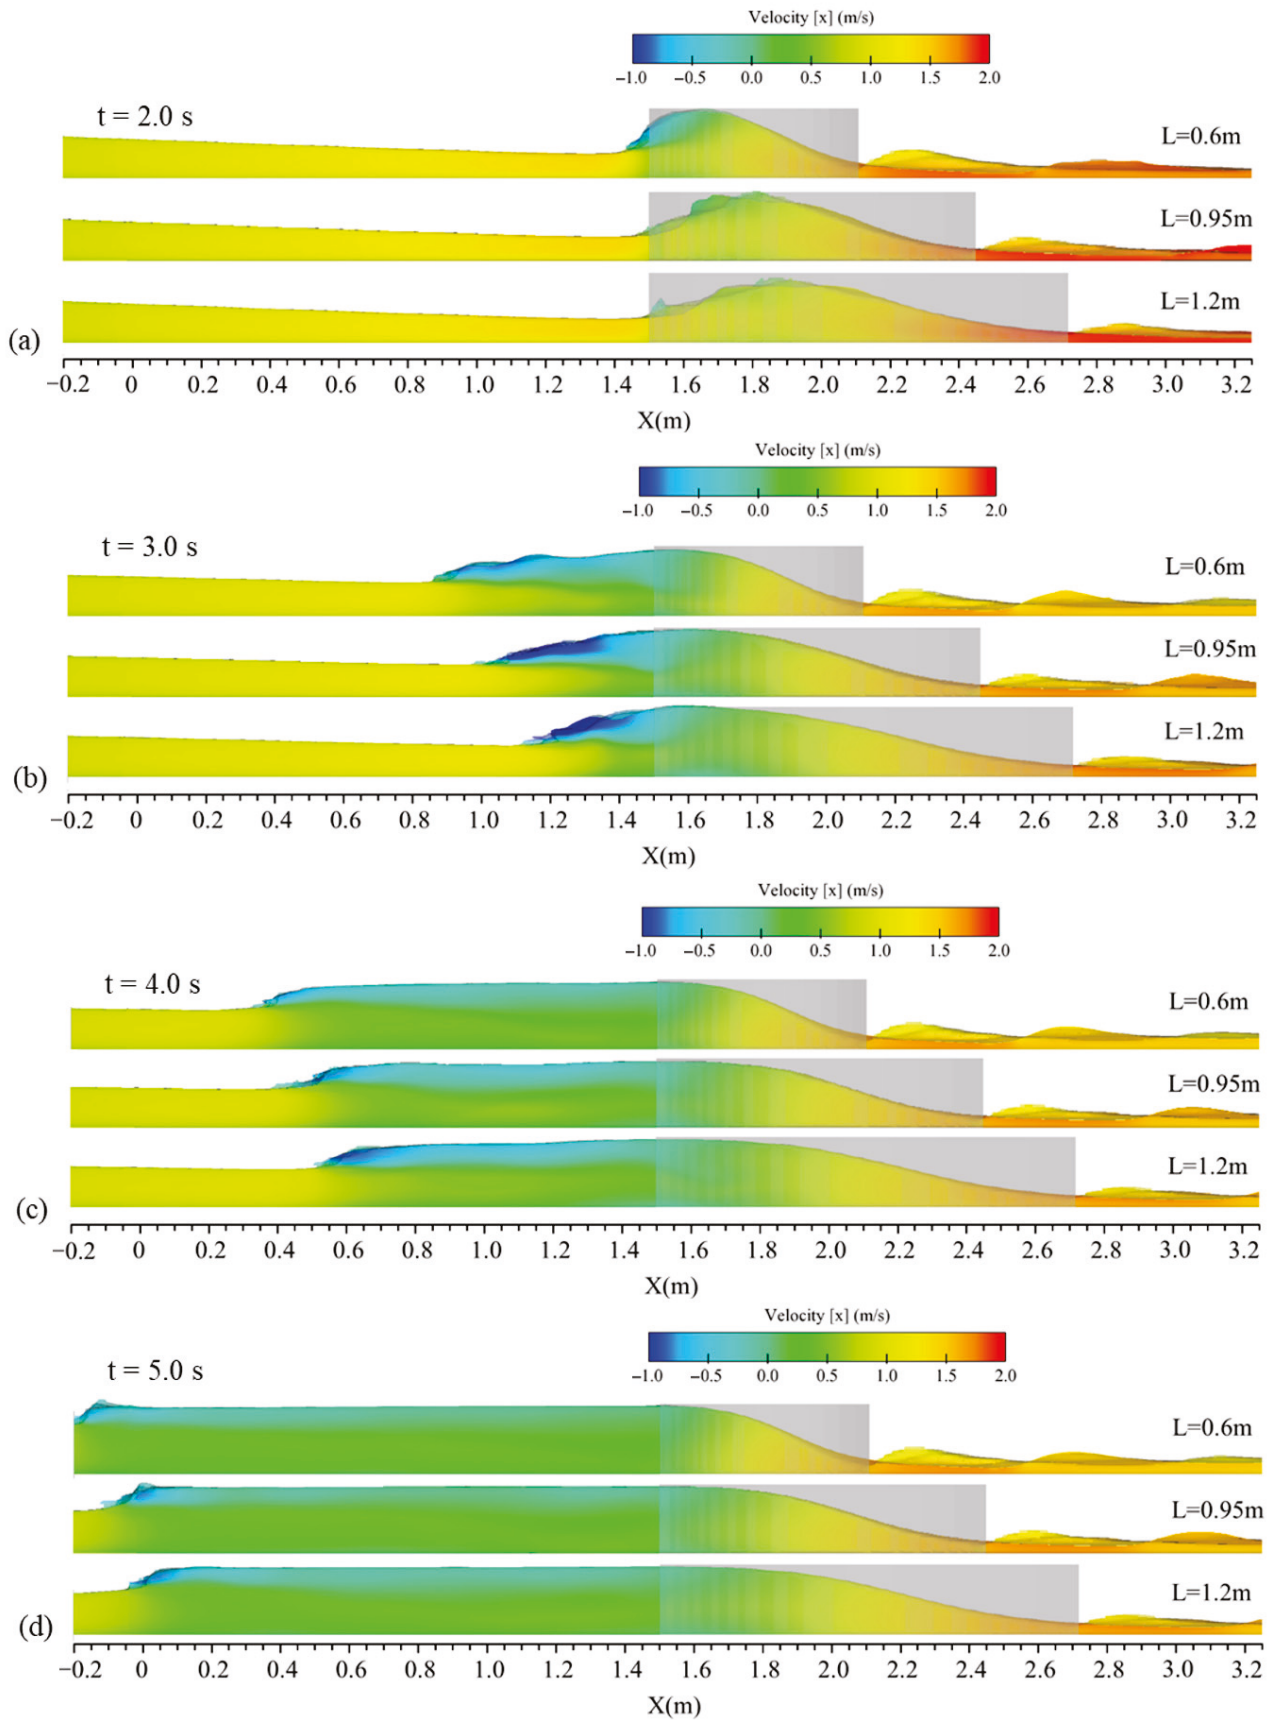 Velocity [x] (m/s)
−1.0 −0.5 0.0 0.5 1.0 1.5 2.0
t = 2.0 s
L=0.6m
L=0.95m
L=1.2m
(a)
−0.2 0 0.2 0.4 0.6 0.8 1.0 1.2 1.4 1.6 1.8 2.0 2.2 2.4 2.6 2.8 3.0 3.2
X(m)
Velocity [x] (m/s)
−1.0 −0.5 0.0 0.5 1.0 1.5 2.0
t = 3.0 s
L=0.6m
L=0.95m
L=1.2m
(b)
−0.2 0 0.2 0.4 0.6 0.8 1.0 1.2 1.4 1.6 1.8 2.0 2.2 2.4 2.6 2.8 3.0 3.2
X(m)
Velocity [x] (m/s)
−1.0 −0.5 0.0 0.5 1.0 1.5 2.0
t = 4.0 s
L=0.6m
L=0.95m
L=1.2m
(c)
−0.2 0 0.2 0.4 0.6 0.8 1.0 1.2 1.4 1.6 1.8 2.0 2.2 2.4 2.6 2.8 3.0 3.2
X(m)
Velocity [x] (m/s)
−1.0 −0.5 0.0 0.5 1.0 1.5 2.0
t = 5.0 s
L=0.6m
L=0.95m
L=1.2m
(d)
−0.2 0 0.2 0.4 0.6 0.8 1.0 1.2 1.4 1.6 1.8 2.0 2.2 2.4 2.6 2.8 3.0 3.2
X(m)